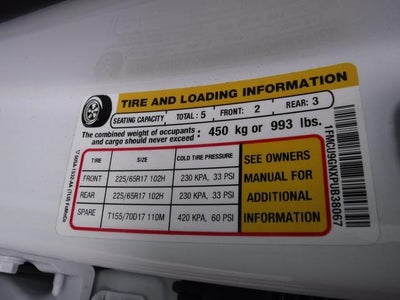 TIRE AND LOADING INFORMATION
SEATING CAPACITY TOTAL : 5 FRONT: 2 REAR: 3
The combined weight of occupants and cargo should never exceed : 450 kg or 993 lbs.
TIRE SIZE COLD TIRE PRESSURE
FRONT 225/65R17 102H 230 KPA, 33 PSI
REAR 225/65R17 102H 230 KPA, 33 PSI
SPARE T155/70D17 110M 420 KPA, 60 PSI
SEE OWNERS
MANUAL FOR
ADDITIONAL
INFORMATION
1FMCU9GNXPUB38067